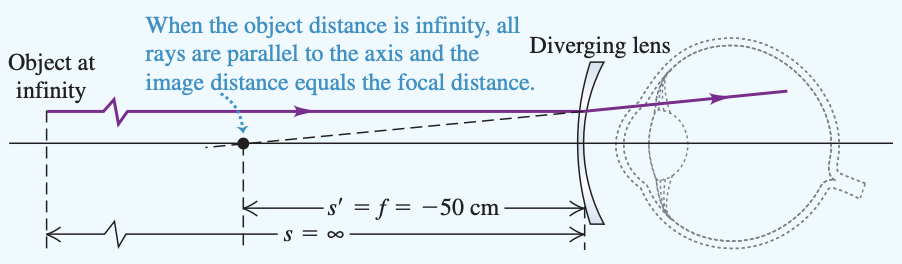 When the object distance is infinity, all
rays are parallel to the axis and the
image distance equals the focal distance.
Object at
infinity
Diverging lens
s′ = f = −50 cm
s = ∞